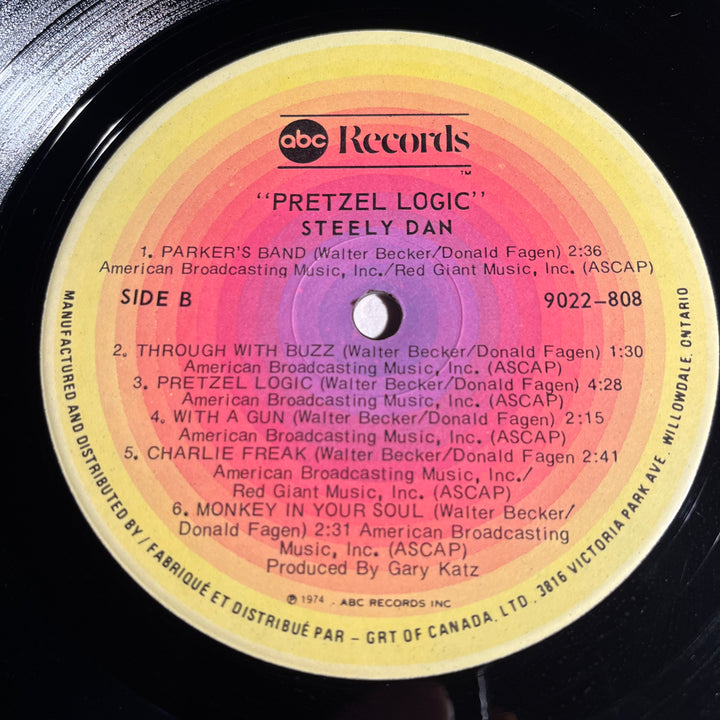 abc Records
TM
"PRETZEL LOGIC"
STEELY DAN
1. PARKER'S BAND (Walter Becker/Donald Fagen) 2:36
American Broadcasting Music, Inc./Red Giant Music, Inc. (ASCAP)
SIDE B 9022-808
2. THROUGH WITH BUZZ (Walter Becker/Donald Fagen) 1:30
American Broadcasting Music, Inc. (ASCAP)
3. PRETZEL LOGIC (Walter Becker/Donald Fagen) 4:28
American Broadcasting Music, Inc. (ASCAP)
4. WITH A GUN (Walter Becker/Donald Fagen) 2:15
American Broadcasting Music, Inc. (ASCAP)
5. CHARLIE FREAK (Walter Becker/Donald Fagen 2:41
American Broadcasting Music, Inc./
Red Giant Music, Inc. (ASCAP)
6. MONKEY IN YOUR SOUL (Walter Becker/
Donald Fagen) 2:31 American Broadcasting
Music, Inc. (ASCAP)
Produced By Gary Katz
℗ 1974 . ABC RECORDS INC
MANUFACTURED AND DISTRIBUTED BY / FABRIQUÉ ET DISTRIBUÉ PAR - GRT OF CANADA, LTD. 3816 VICTORIA PARK AVE. WILLOWDALE, ONTARIO